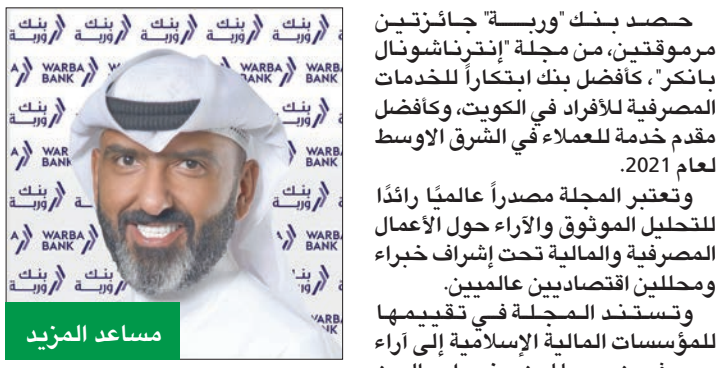 حصد بنك "وربة" جائزتين
مرموقتين، من مجلة "إنترناشونال
بانكر"، كأفضل بنك ابتكاراً للخدمات
المصرفية للأفراد في الكويت، وكأفضل
مقدم خدمة للعملاء في الشرق الاوسط
لعام 2021.
وتعتبر المجلة مصدراً عالميًا رائدًا
للتحليل الموثوق والآراء حول الأعمال
المصرفية والمالية تحت إشراف خبراء
ومحللين اقتصاديين عالميين.
وتستند المجلة في تقييمها
للمؤسسات المالية الإسلامية إلى آراء
بنك وربة
WARBA BANK
مساعد المزيد